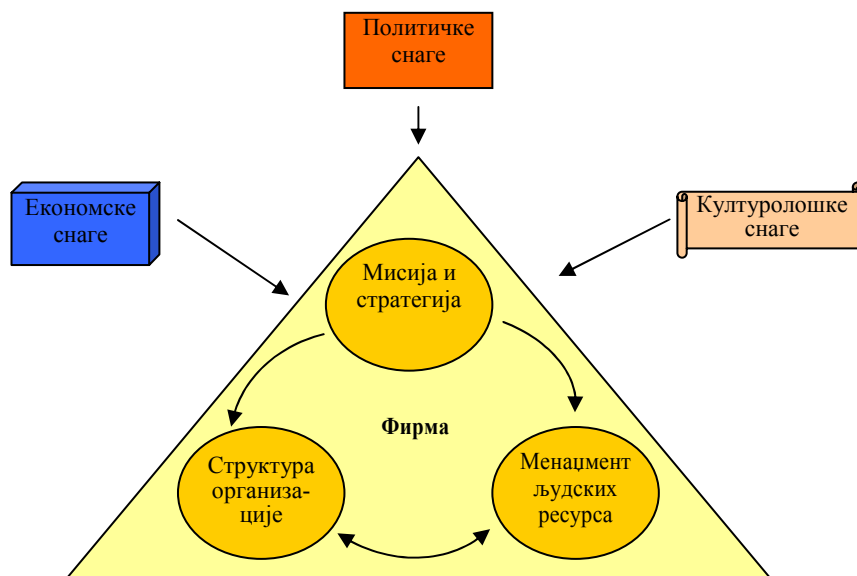 Политичке
снаге
Економске
снаге
Културолошке
снаге
Мисија и
стратегија
Фирма
Структура
организа-
ције
Менаџмент
људских
ресурса